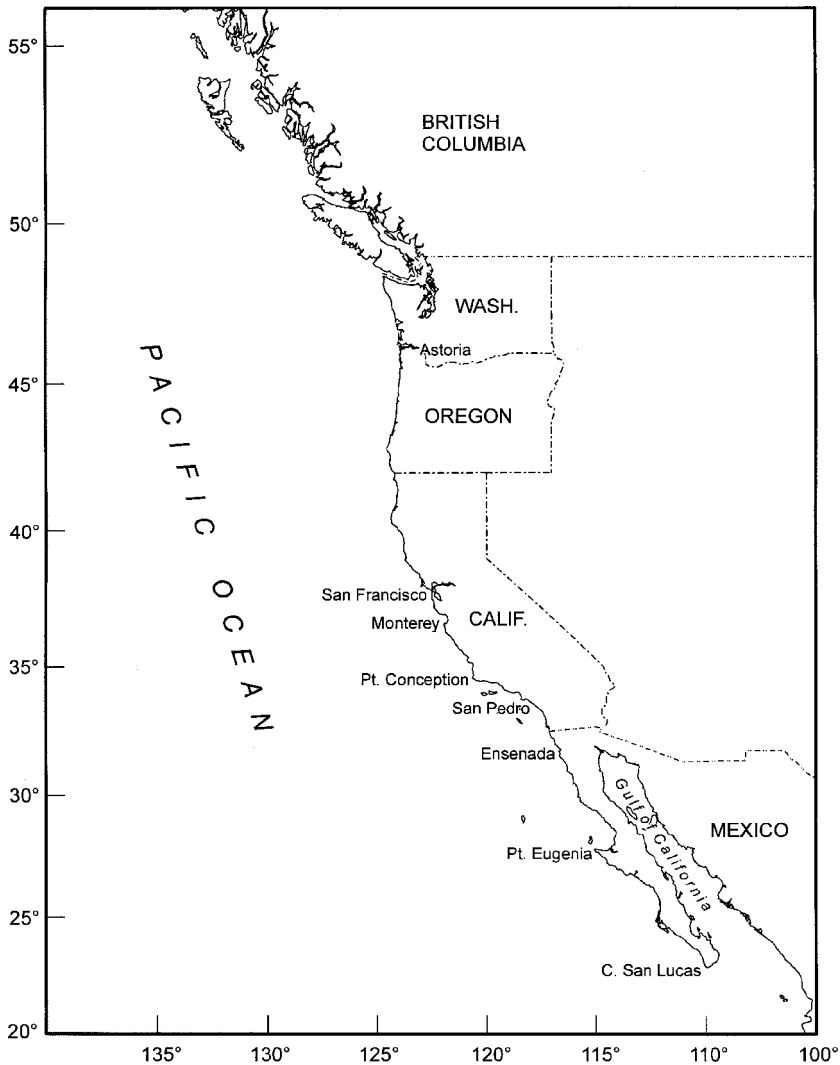 55°
BRITISH
COLUMBIA
50°
WASH.
Astoria
PACIFIC OCEAN
45°
OREGON
40°
San Francisco
CALIF.
Monterey
35°
Pt. Conception
San Pedro
Ensenada
30°
Gulf of California
MEXICO
Pt. Eugenia
25°
C. San Lucas
20°
135° 130° 125° 120° 115° 110° 100°